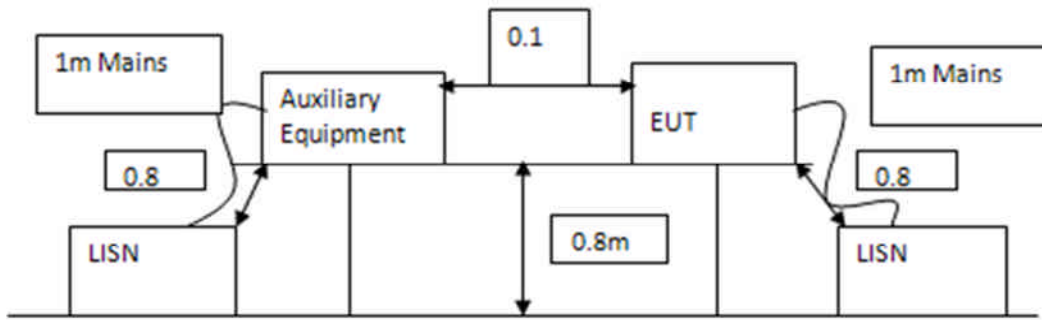 0.1
1m Mains
1m Mains
Auxiliary
Equipment
EUT
0.8
0.8
0.8m
LISN
LISN